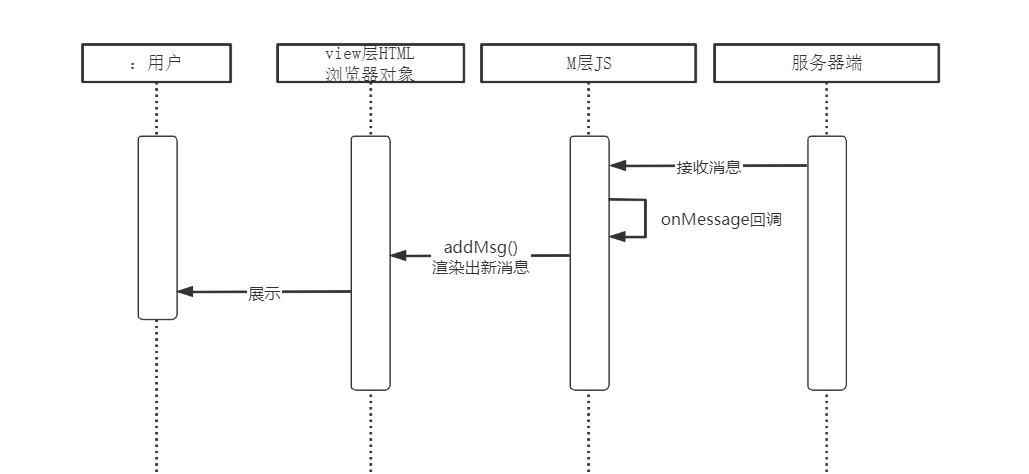 ：用户
view层HTML
浏览器对象
M层JS
服务器端
接收消息
onMessage回调
addMsg()
渲染出新消息
展示